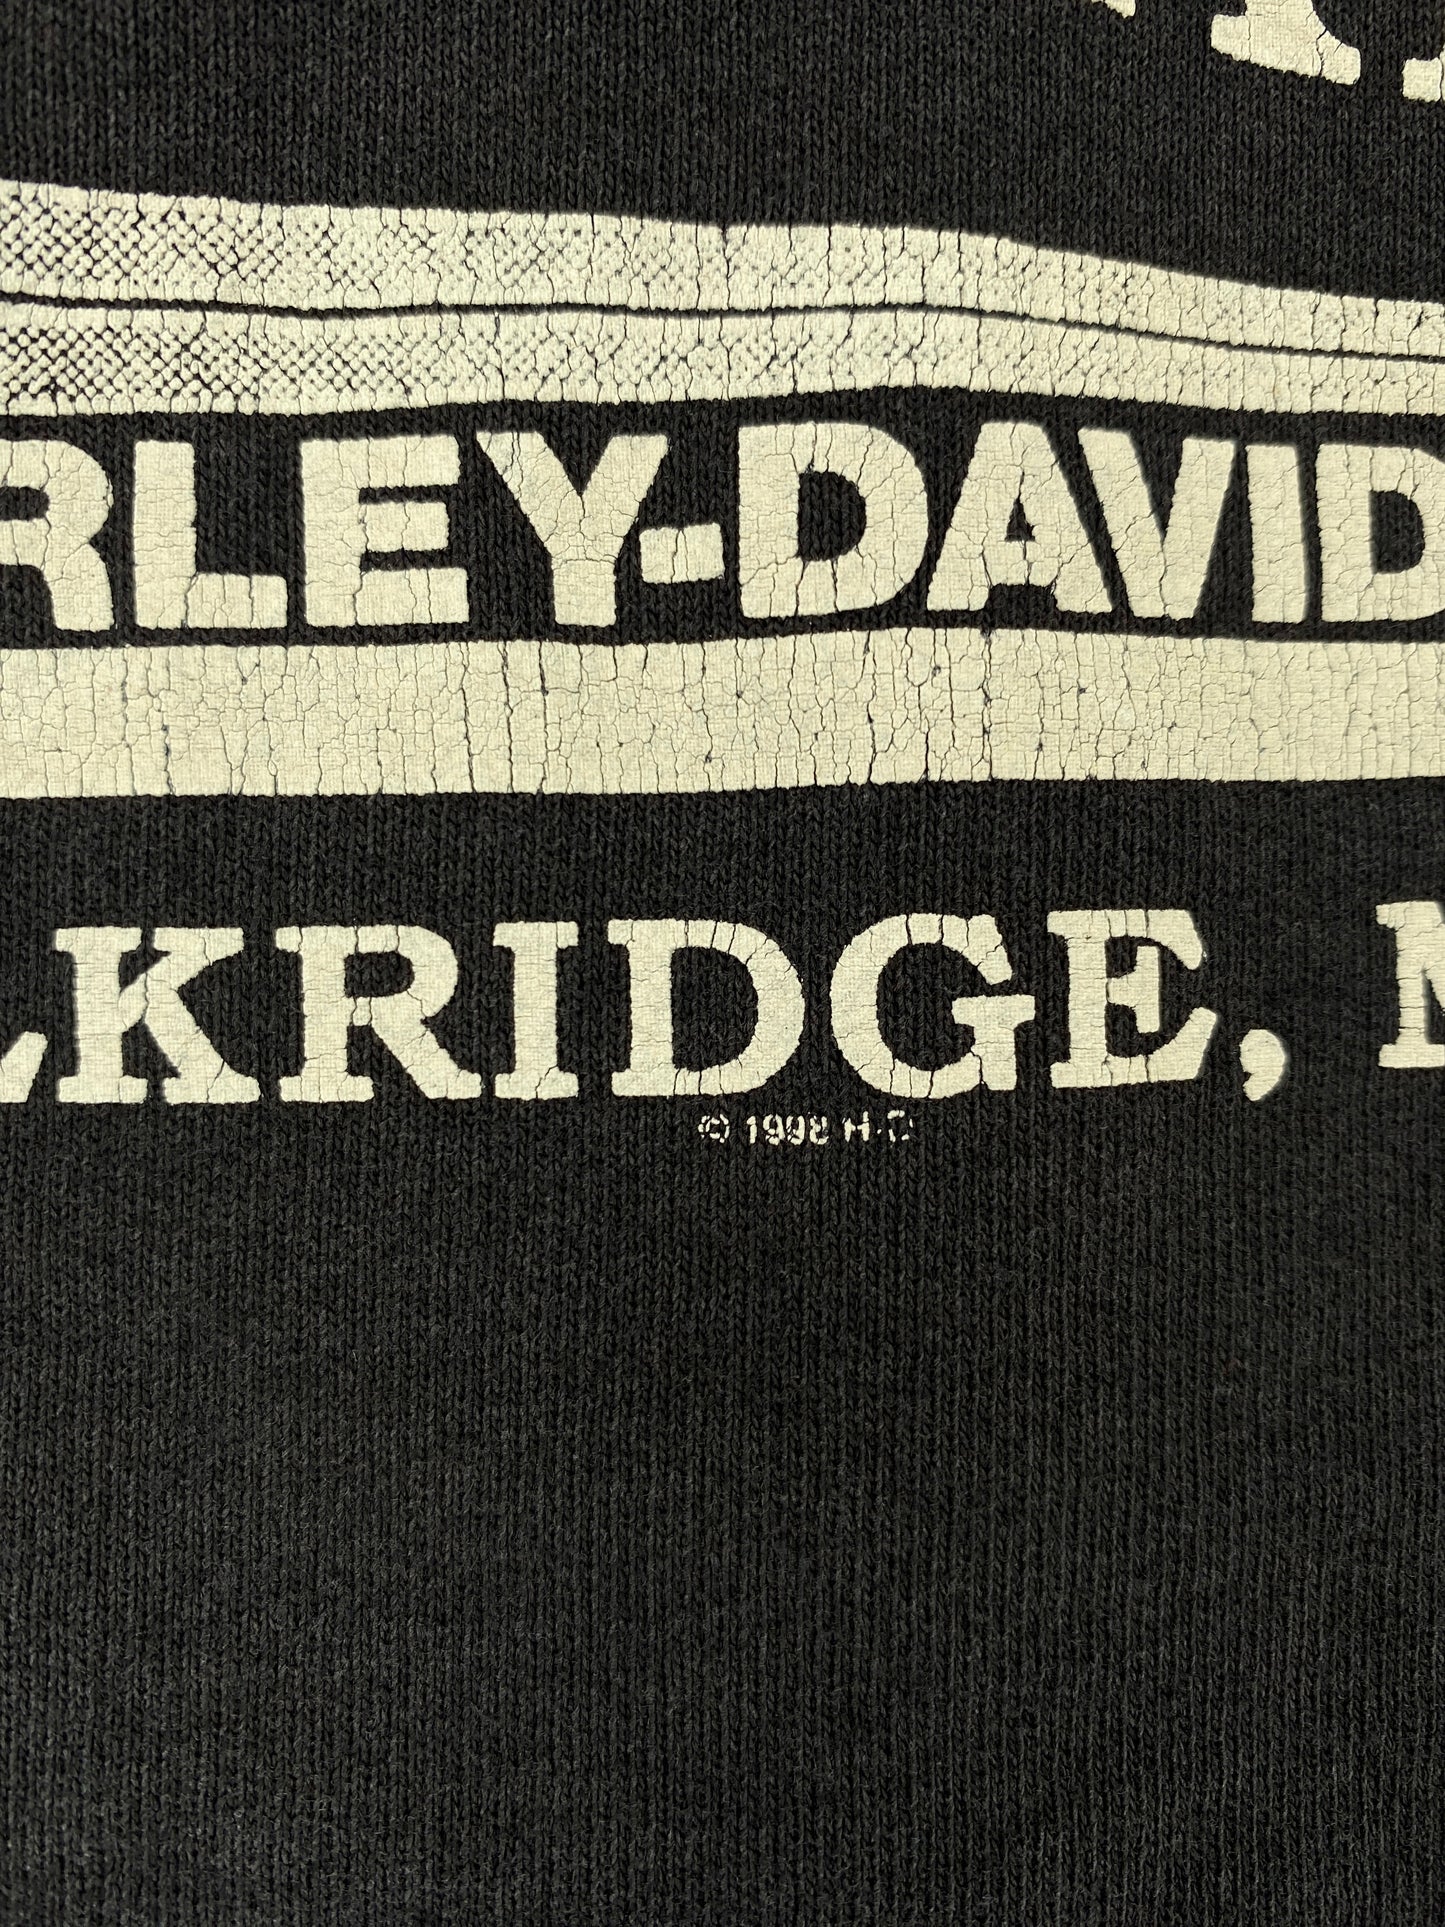 RLEY-DAVID
LKRIDGE, M
© 1998 H-D